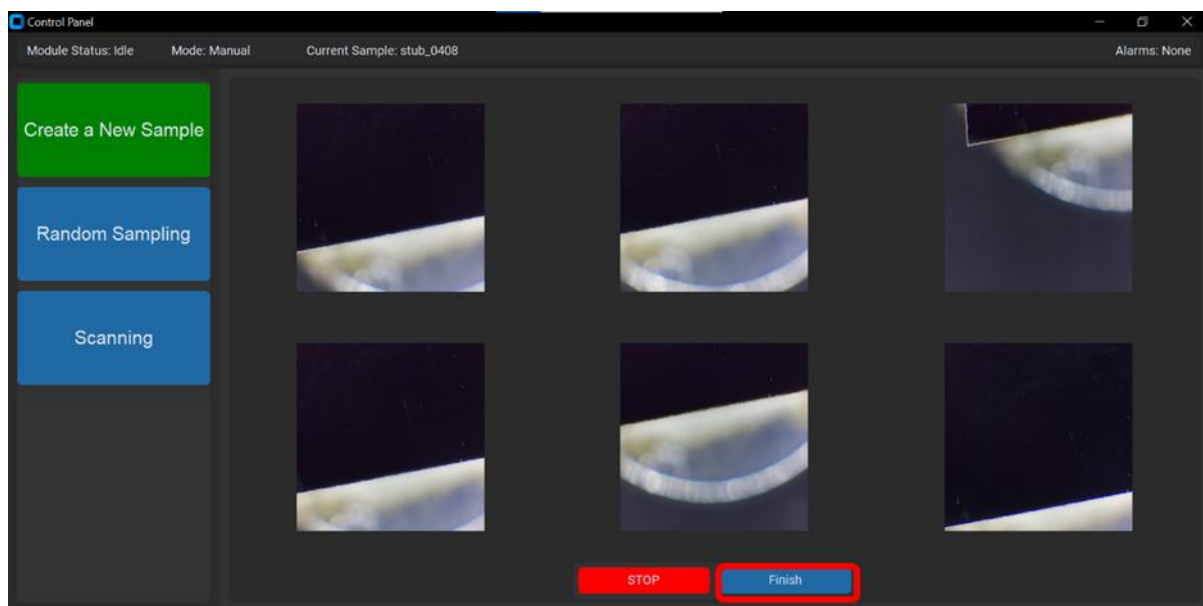 Control Panel
Module Status: Idle Mode: Manual Current Sample: stub_0408 Alarms: None
Create a New Sample
Random Sampling
Scanning
STOP Finish